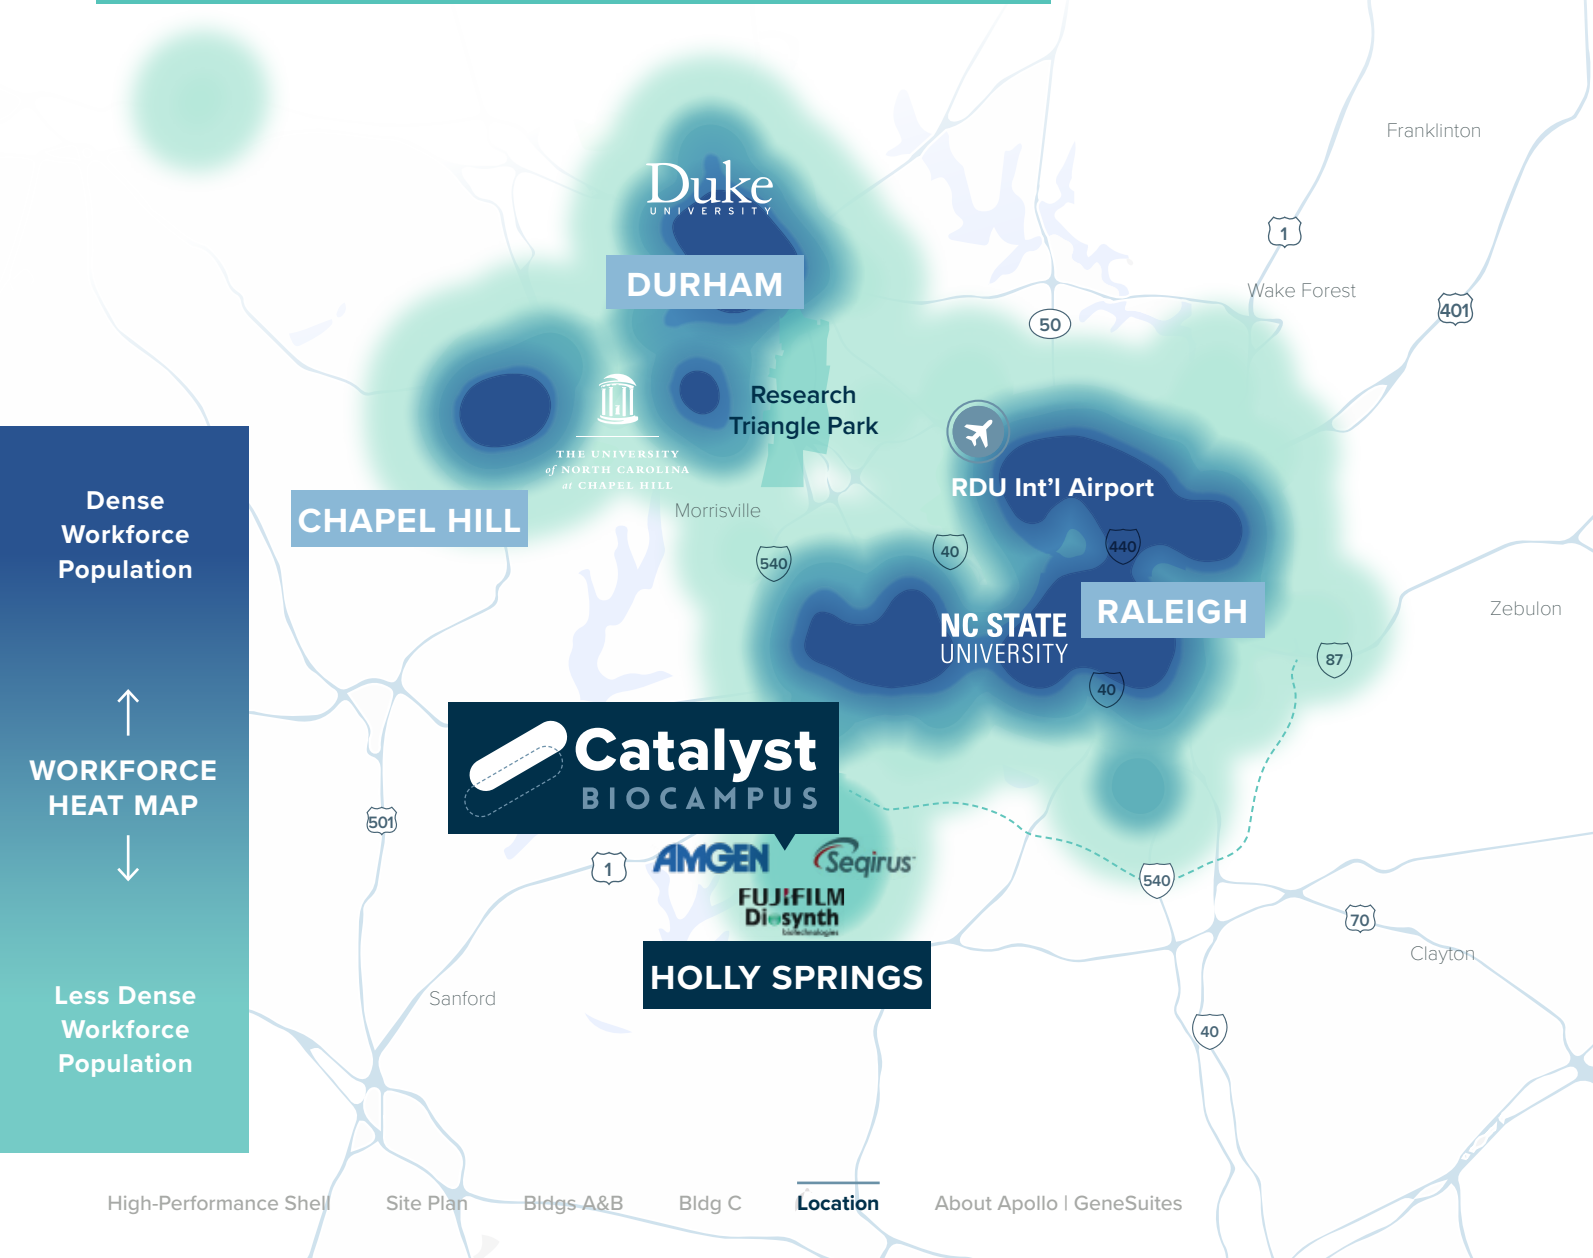 Franklinton
Duke
UNIVERSITY
1
DURHAM
Wake Forest
401
50
Research
Triangle Park
THE UNIVERSITY
of NORTH CAROLINA
at CHAPEL HILL
RDU Int'l Airport
CHAPEL HILL
Morrisville
Dense
Workforce
Population
540
40
440
RALEIGH
Zebulon
NC STATE
UNIVERSITY
87
40
Catalyst
BIOCAMPUS
WORKFORCE
HEAT MAP
501
1
AMGEN
Seqirus
FUJIFILM
Diosynth
biotechnologies
540
70
Clayton
HOLLY SPRINGS
Sanford
Less Dense
Workforce
Population
40
High-Performance Shell
Site Plan
Bldgs A&B
Bldg C
Location
About Apollo | GeneSuites